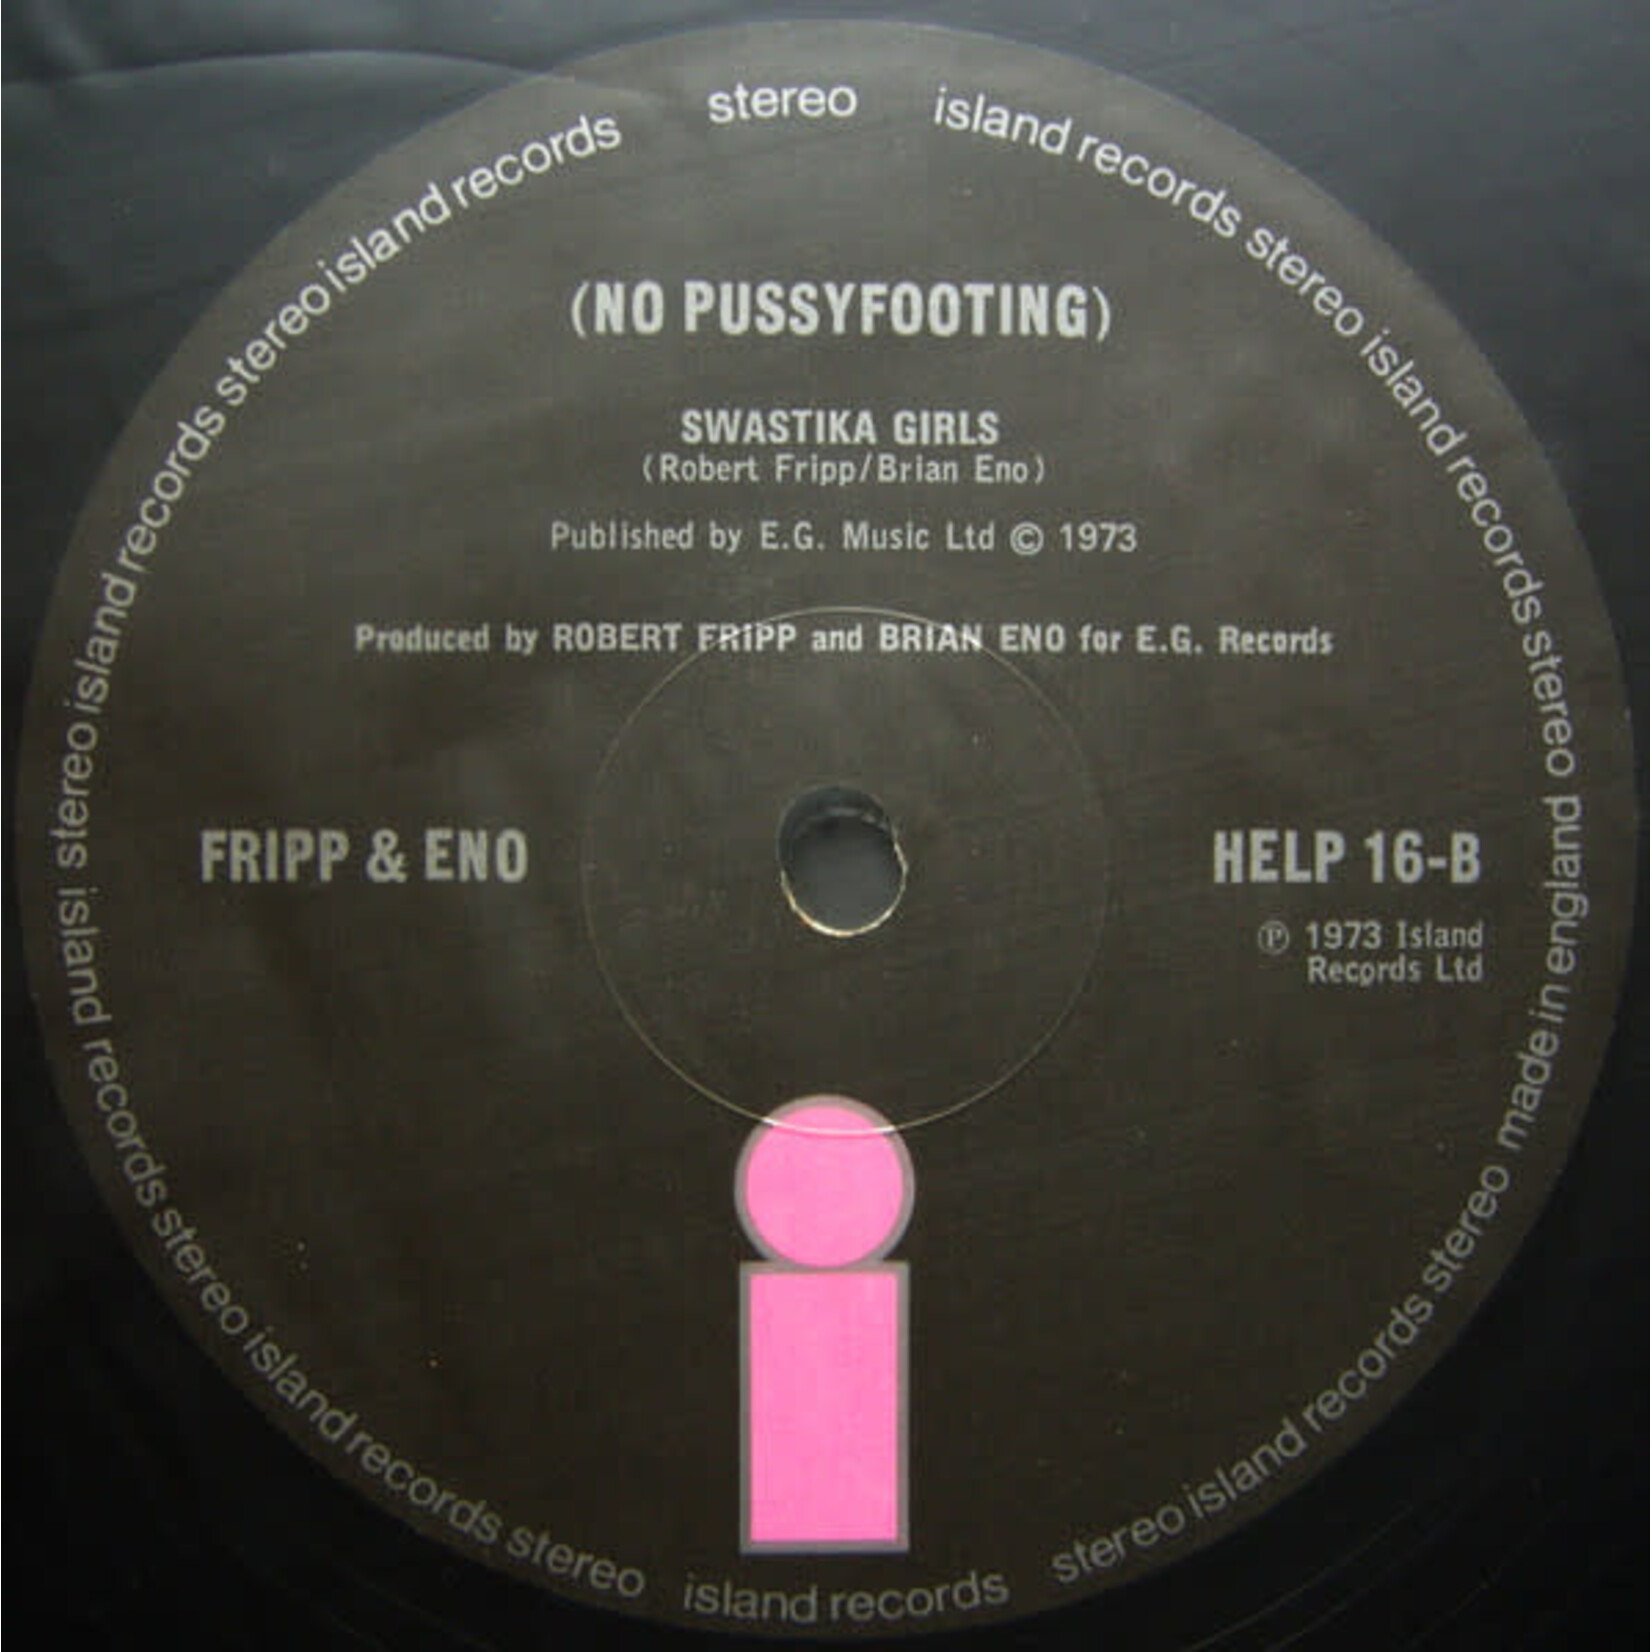 stereo island records stereo island records stereo made in england stereo island records stereo island records stereo island records stereo island records stereo island records stereo island records stereo island records
(NO PUSSYFOOTING)
SWASTIKA GIRLS
(Robert Fripp/Brian Eno)
Published by E.G. Music Ltd © 1973
Produced by ROBERT FRIPP and BRIAN ENO for E.G. Records
FRIPP & ENO
HELP 16-B
℗ 1973 Island
Records Ltd